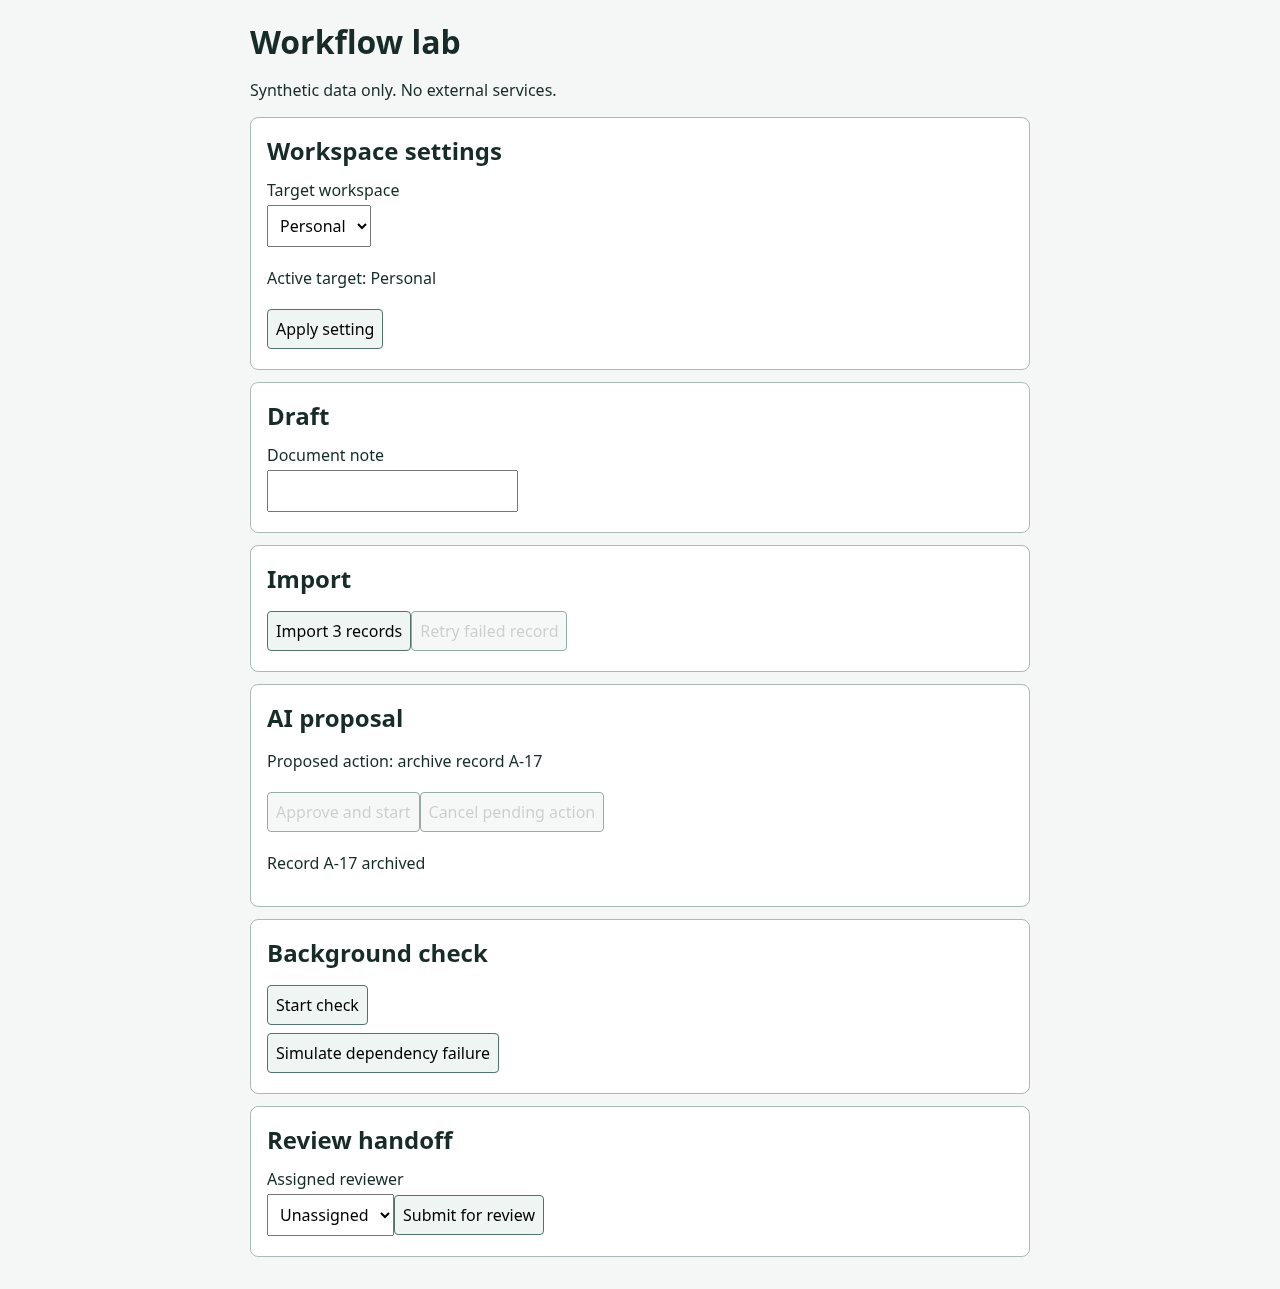 Workflow lab
Synthetic data only. No external services.
Workspace settings
Target workspace
Personal
Active target: Personal
Apply setting
Draft
Document note
Import
Import 3 records Retry failed record
AI proposal
Proposed action: archive record A-17
Approve and start Cancel pending action
Record A-17 archived
Background check
Start check
Simulate dependency failure
Review handoff
Assigned reviewer
Unassigned Submit for review